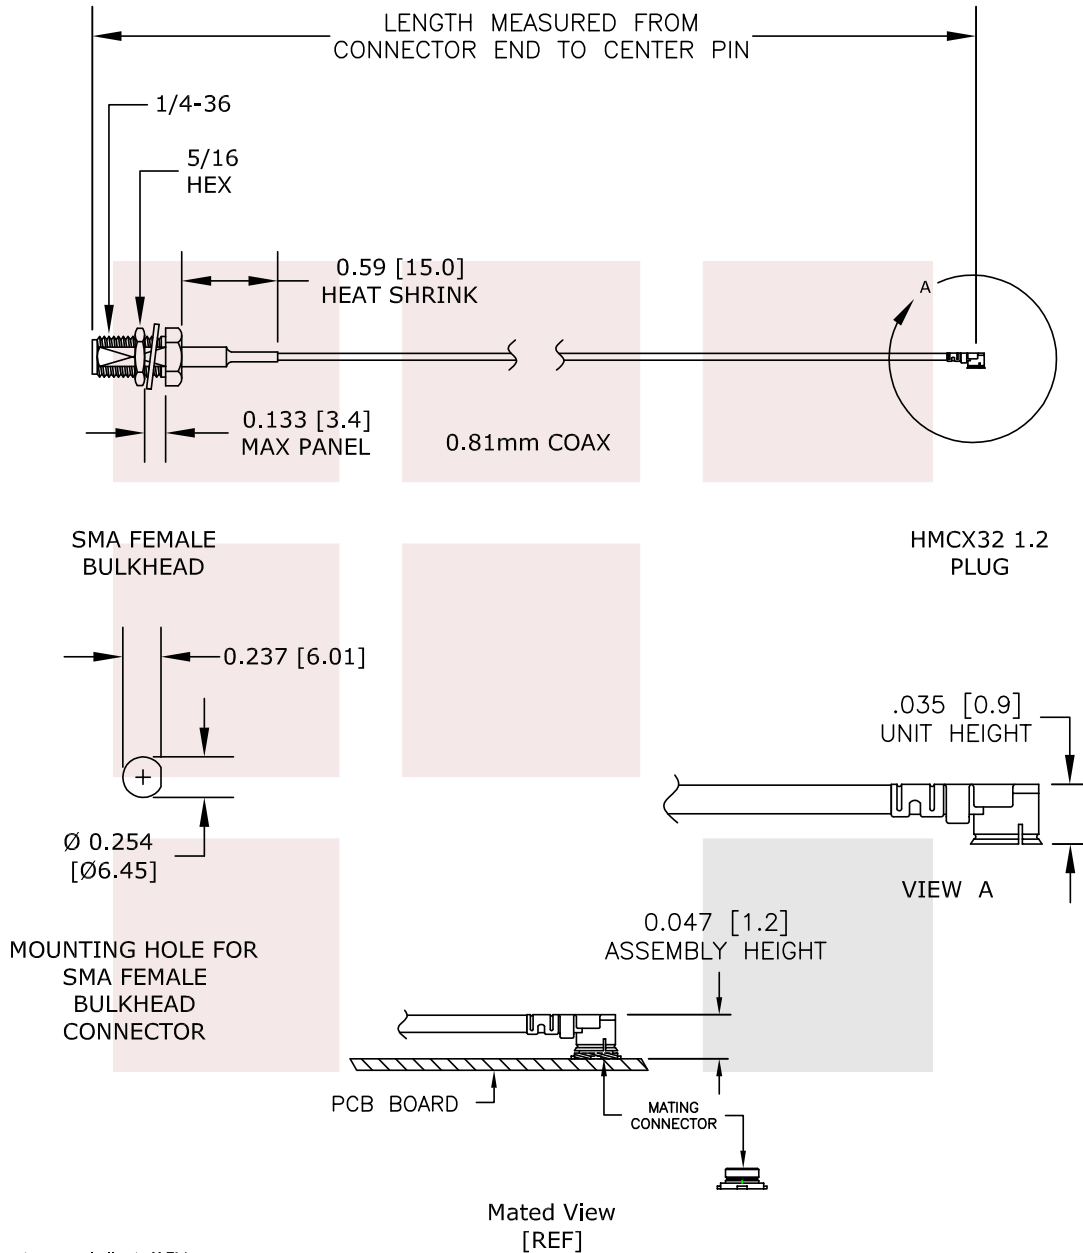 LENGTH MEASURED FROM
CONNECTOR END TO CENTER PIN
1/4-36
5/16
HEX
0.59 [15.0]
HEAT SHRINK
A
0.133 [3.4]
MAX PANEL
0.81mm COAX
SMA FEMALE
BULKHEAD
HMCX32 1.2
PLUG
0.237 [6.01]
.035 [0.9]
UNIT HEIGHT
Ø 0.254
[Ø6.45]
VIEW A
0.047 [1.2]
ASSEMBLY HEIGHT
MOUNTING HOLE FOR
SMA FEMALE
BULKHEAD
CONNECTOR
PCB BOARD
MATING
CONNECTOR
Mated View
[REF]